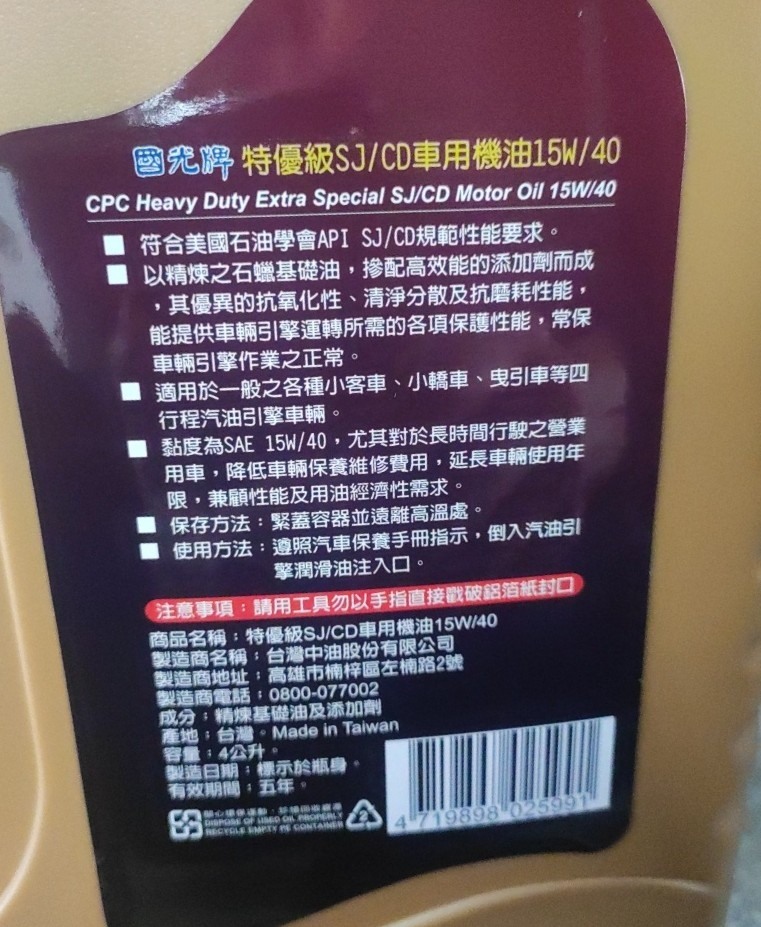 國光牌 特優級SJ/CD車用機油15W/40
CPC Heavy Duty Extra Special SJ/CD Motor Oil 15W/40
■ 符合美國石油學會API SJ/CD規範性能要求。
■ 以精煉之石蠟基礎油，摻配高效能的添加劑而成
，其優異的抗氧化性、清淨分散及抗磨耗性能，
能提供車輛引擎運轉所需的各項保護性能，常保
車輛引擎作業之正常。
■ 適用於一般之各種小客車、小轎車、曳引車等四
行程汽油引擎車輛。
■ 黏度為SAE 15W/40，尤其對於長時間行駛之營業
用車，降低車輛保養維修費用，延長車輛使用年
限，兼顧性能及用油經濟性需求。
■ 保存方法：緊蓋容器並遠離高溫處。
■ 使用方法：遵照汽車保養手冊指示，倒入汽油引
擎潤滑油注入口。
注意事項：請用工具勿以手指直接戳破鋁箔紙封口
商品名稱：特優級SJ/CD車用機油15W/40
製造商名稱：台灣中油股份有限公司
製造商地址：高雄市楠梓區左楠路2號
製造商電話：0800-077002
成分：精煉基礎油及添加劑
產地：台灣。Made in Taiwan
容量：4公升。
製造日期：標示於瓶身。
有效期間：五年。
DISPOSE OF USED OIL PROPERLY
RECYCLE EMPTY PE CONTAINER
2
4 719898 025991